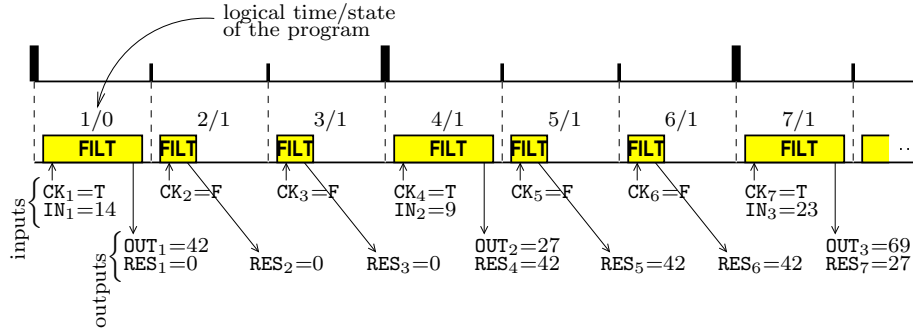 logical time/state
of the program
1/0 2/1 3/1 4/1 5/1 6/1 7/1
FILT FILT FILT FILT FILT FILT FILT ...
inputs
CK1=T CK2=F CK3=F CK4=T CK5=F CK6=F CK7=T
IN1=14 IN2=9 IN3=23
outputs
OUT1=42 OUT2=27 OUT3=69
RES1=0 RES2=0 RES3=0 RES4=42 RES5=42 RES6=42 RES7=27